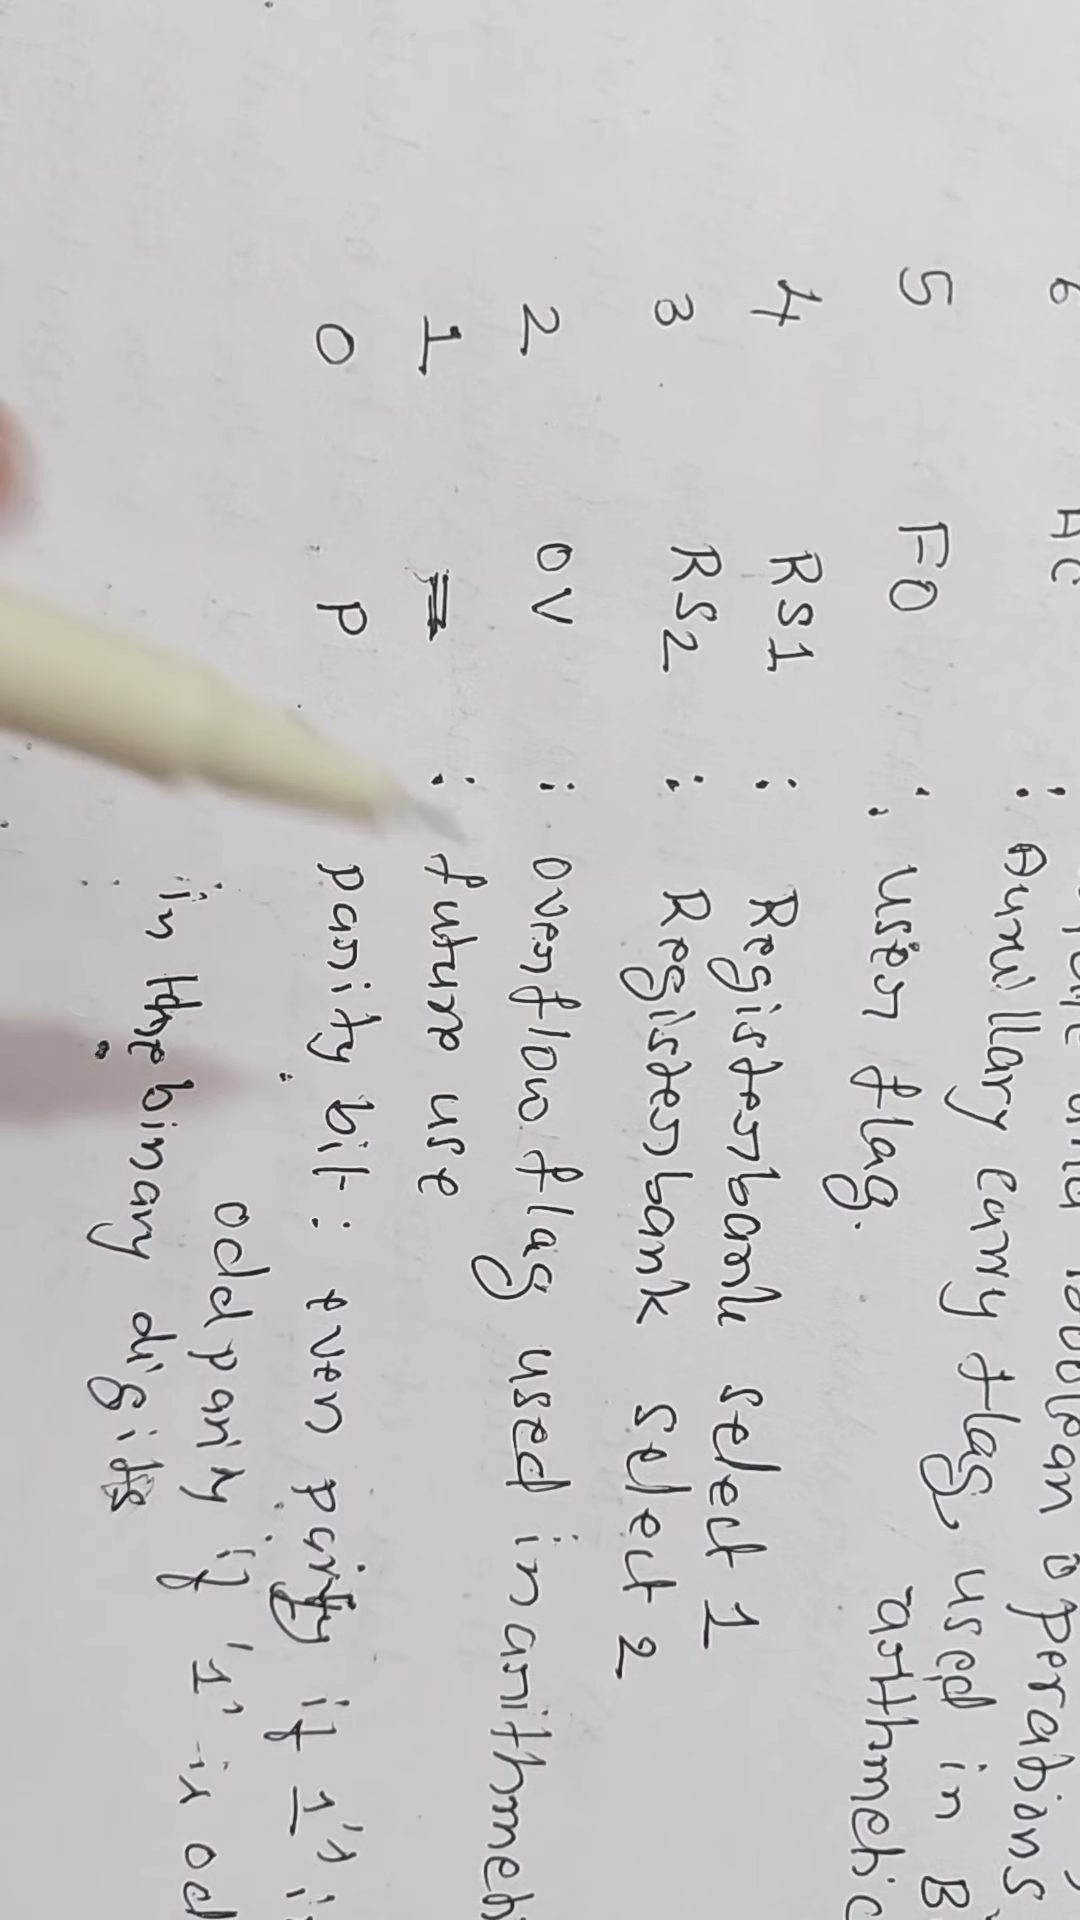 operations
6 AC : Auxillary carry flag, used in B
arithmetic
5 F0 : user flag.
4 RS1 : Registerbank select 1
3 RS2 : Registerbank select 2
2 OV : overflow flag used in arithmeti
1 = : future use
0 P : parity bit : even parity if 1's i
odd parity if '1' is od
in the binary digits